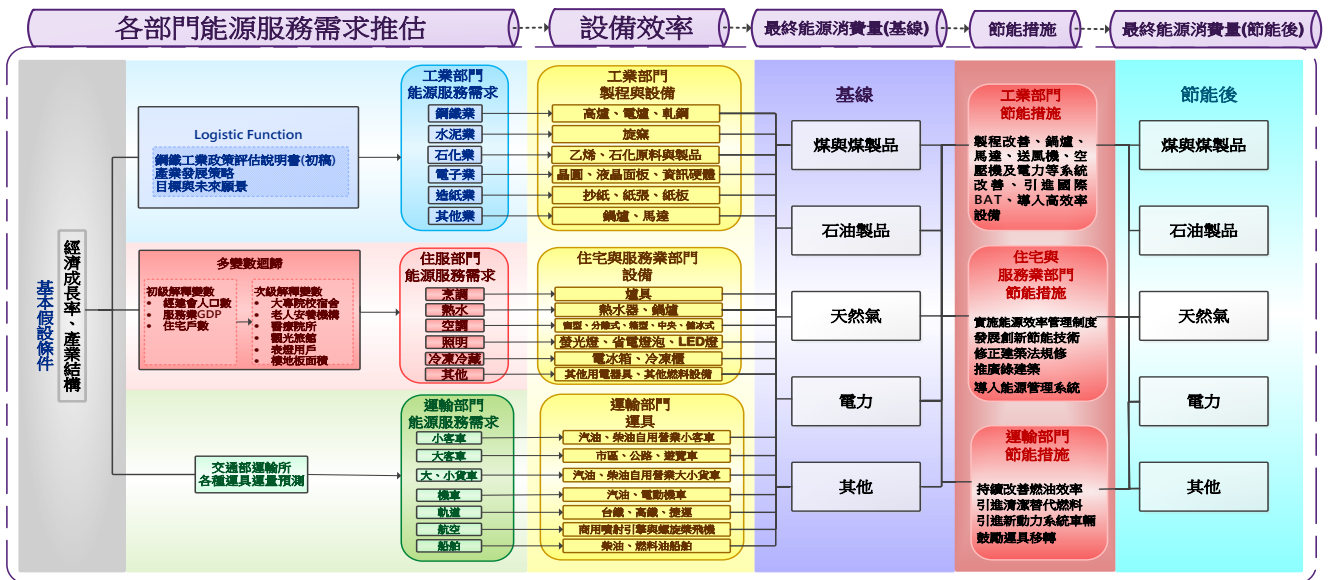 各部門能源服務需求推估
設備效率
最終能源消費量(基線)
節能措施
最終能源消費量(節能後)
基本假設條件
經濟成長率、產業結構
Logistic Function
鋼鐵工業政策評估說明書(初稿)
產業發展策略
目標與未來願景
工業部門
能源服務需求
鋼鐵業
水泥業
石化業
電子業
造紙業
其他業
工業部門
製程與設備
高爐、電爐、軋鋼
旋窯
乙烯、石化原料與製品
晶圓、液晶面板、資訊硬體
抄紙、紙張、紙板
鍋爐、馬達
多變數迴歸
初級解釋變數
• 經建會人口數
• 服務業GDP
• 住宅戶數
次級解釋變數
• 大專院校宿舍
• 老人安養機構
• 醫療院所
• 觀光旅館
• 表燈用戶
• 樓地板面積
住服部門
能源服務需求
烹調
熱水
空調
照明
冷凍冷藏
其他
住宅與服務業部門
設備
爐具
熱水器、鍋爐
窗型、分離式、箱型、中央、儲冰式
螢光燈、省電燈泡、LED燈
電冰箱、冷凍櫃
其他用電器具、其他燃料設備
交通部運輸所
各種運具運量預測
運輸部門
能源服務需求
小客車
大客車
大、小貨車
機車
軌道
航空
船舶
運輸部門
運具
汽油、柴油自用營業小客車
市區、公路、遊覽車
汽油、柴油自用營業大小貨車
汽油、電動機車
台鐵、高鐵、捷運
商用噴射引擎與螺旋槳飛機
柴油、燃料油船舶
基線
煤與煤製品
石油製品
天然氣
電力
其他
工業部門
節能措施
製程改善、鍋爐、
馬達、送風機、空
壓機及電力等系統
改善、引進國際
BAT、導入高效率
設備
住宅與
服務業部門
節能措施
實施能源效率管理制度
發展創新節能技術
修正建築法規修
推廣綠建築
導入能源管理系統
運輸部門
節能措施
持續改善燃油效率
引進清潔替代燃料
引進新動力系統車輛
鼓勵運具移轉
節能後
煤與煤製品
石油製品
天然氣
電力
其他